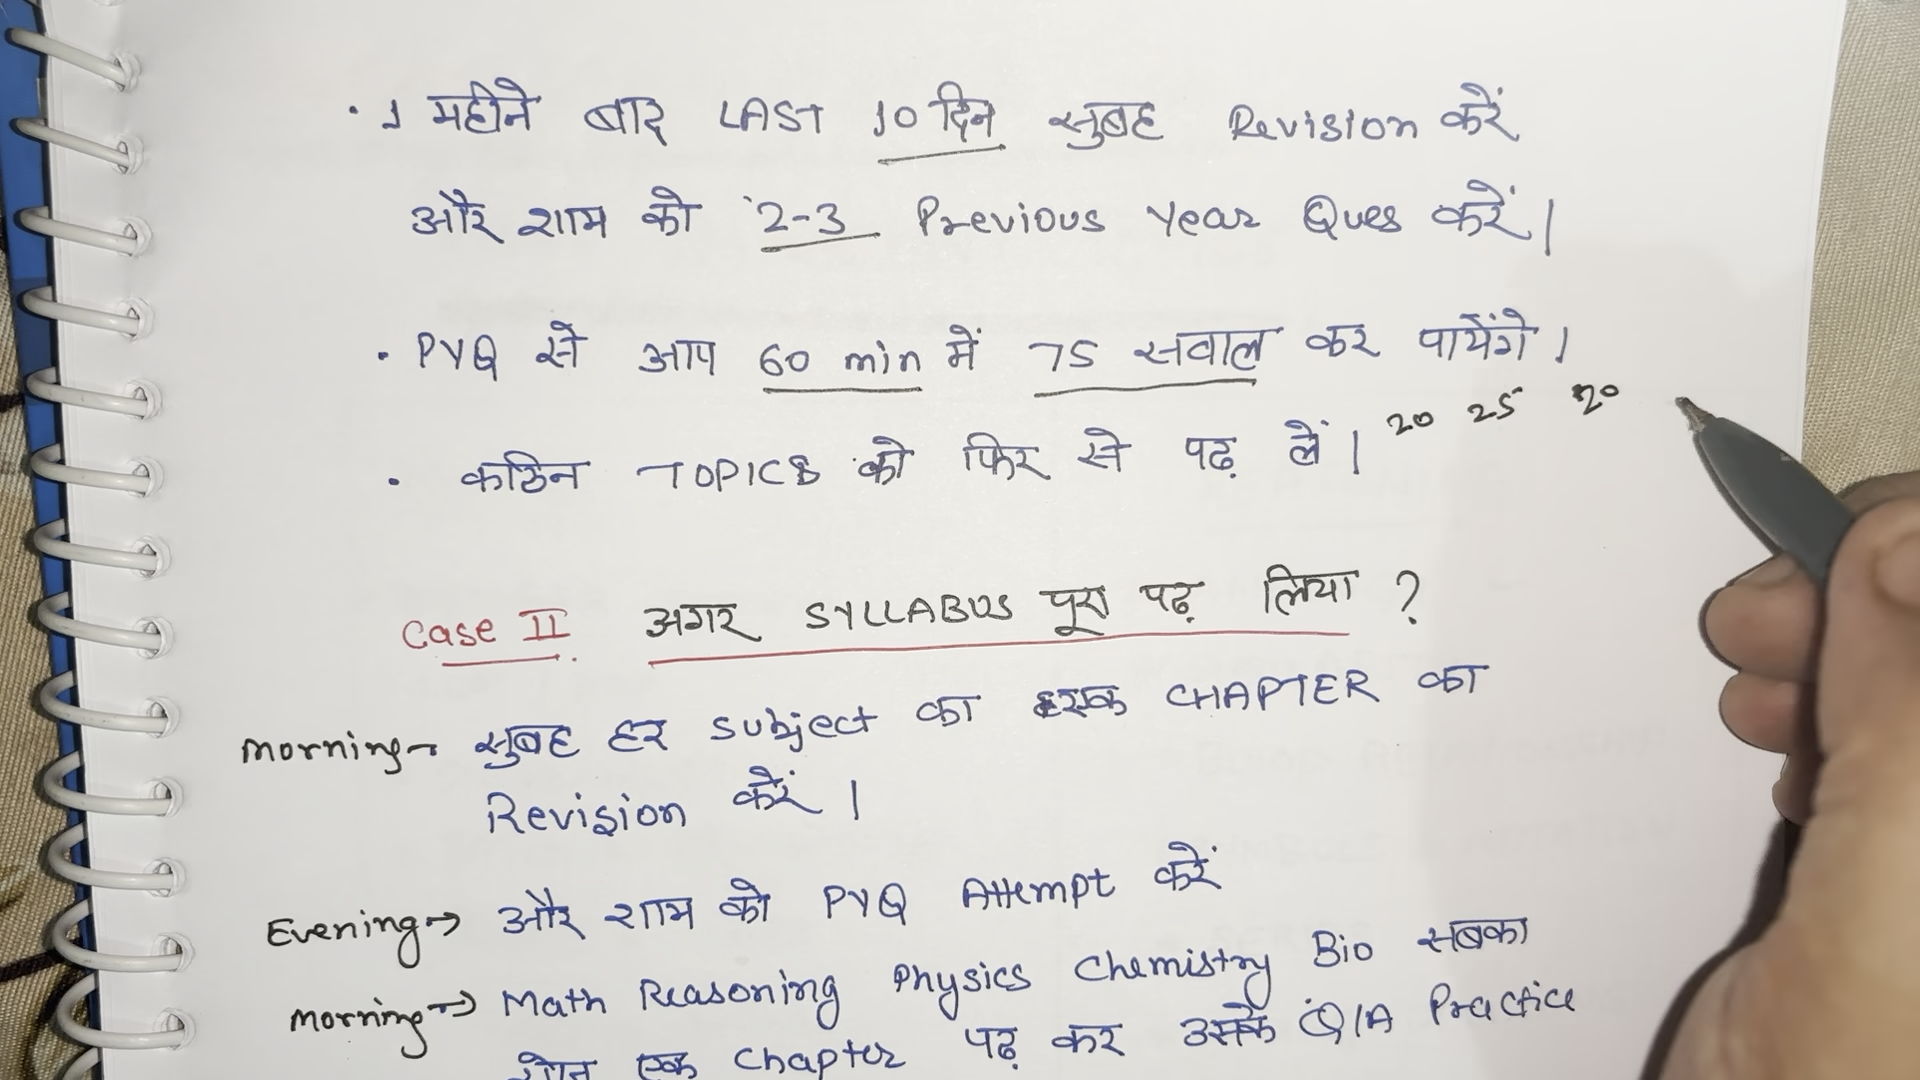 · 1 महीने बाद LAST 10 दिन सुबह Revision करें
और शाम को 2-3 Previous Year Ques करें।
· PYQ से आप 60 min में 75 सवाल कर पायेंगे।
20 25 20
· कठिन TOPICS को फिर से पढ़ लें।
Case II अगर SYLLABUS पूरा पढ़ लिया ?
Morning → सुबह हर Subject का CHAPTER का
Revision करें।
Evening → और शाम को PYQ Attempt करें
Morning → Math Reasoning Physics Chemistry Bio सबका
रोज एक Chapter पढ़ कर उसके Q/A Practice